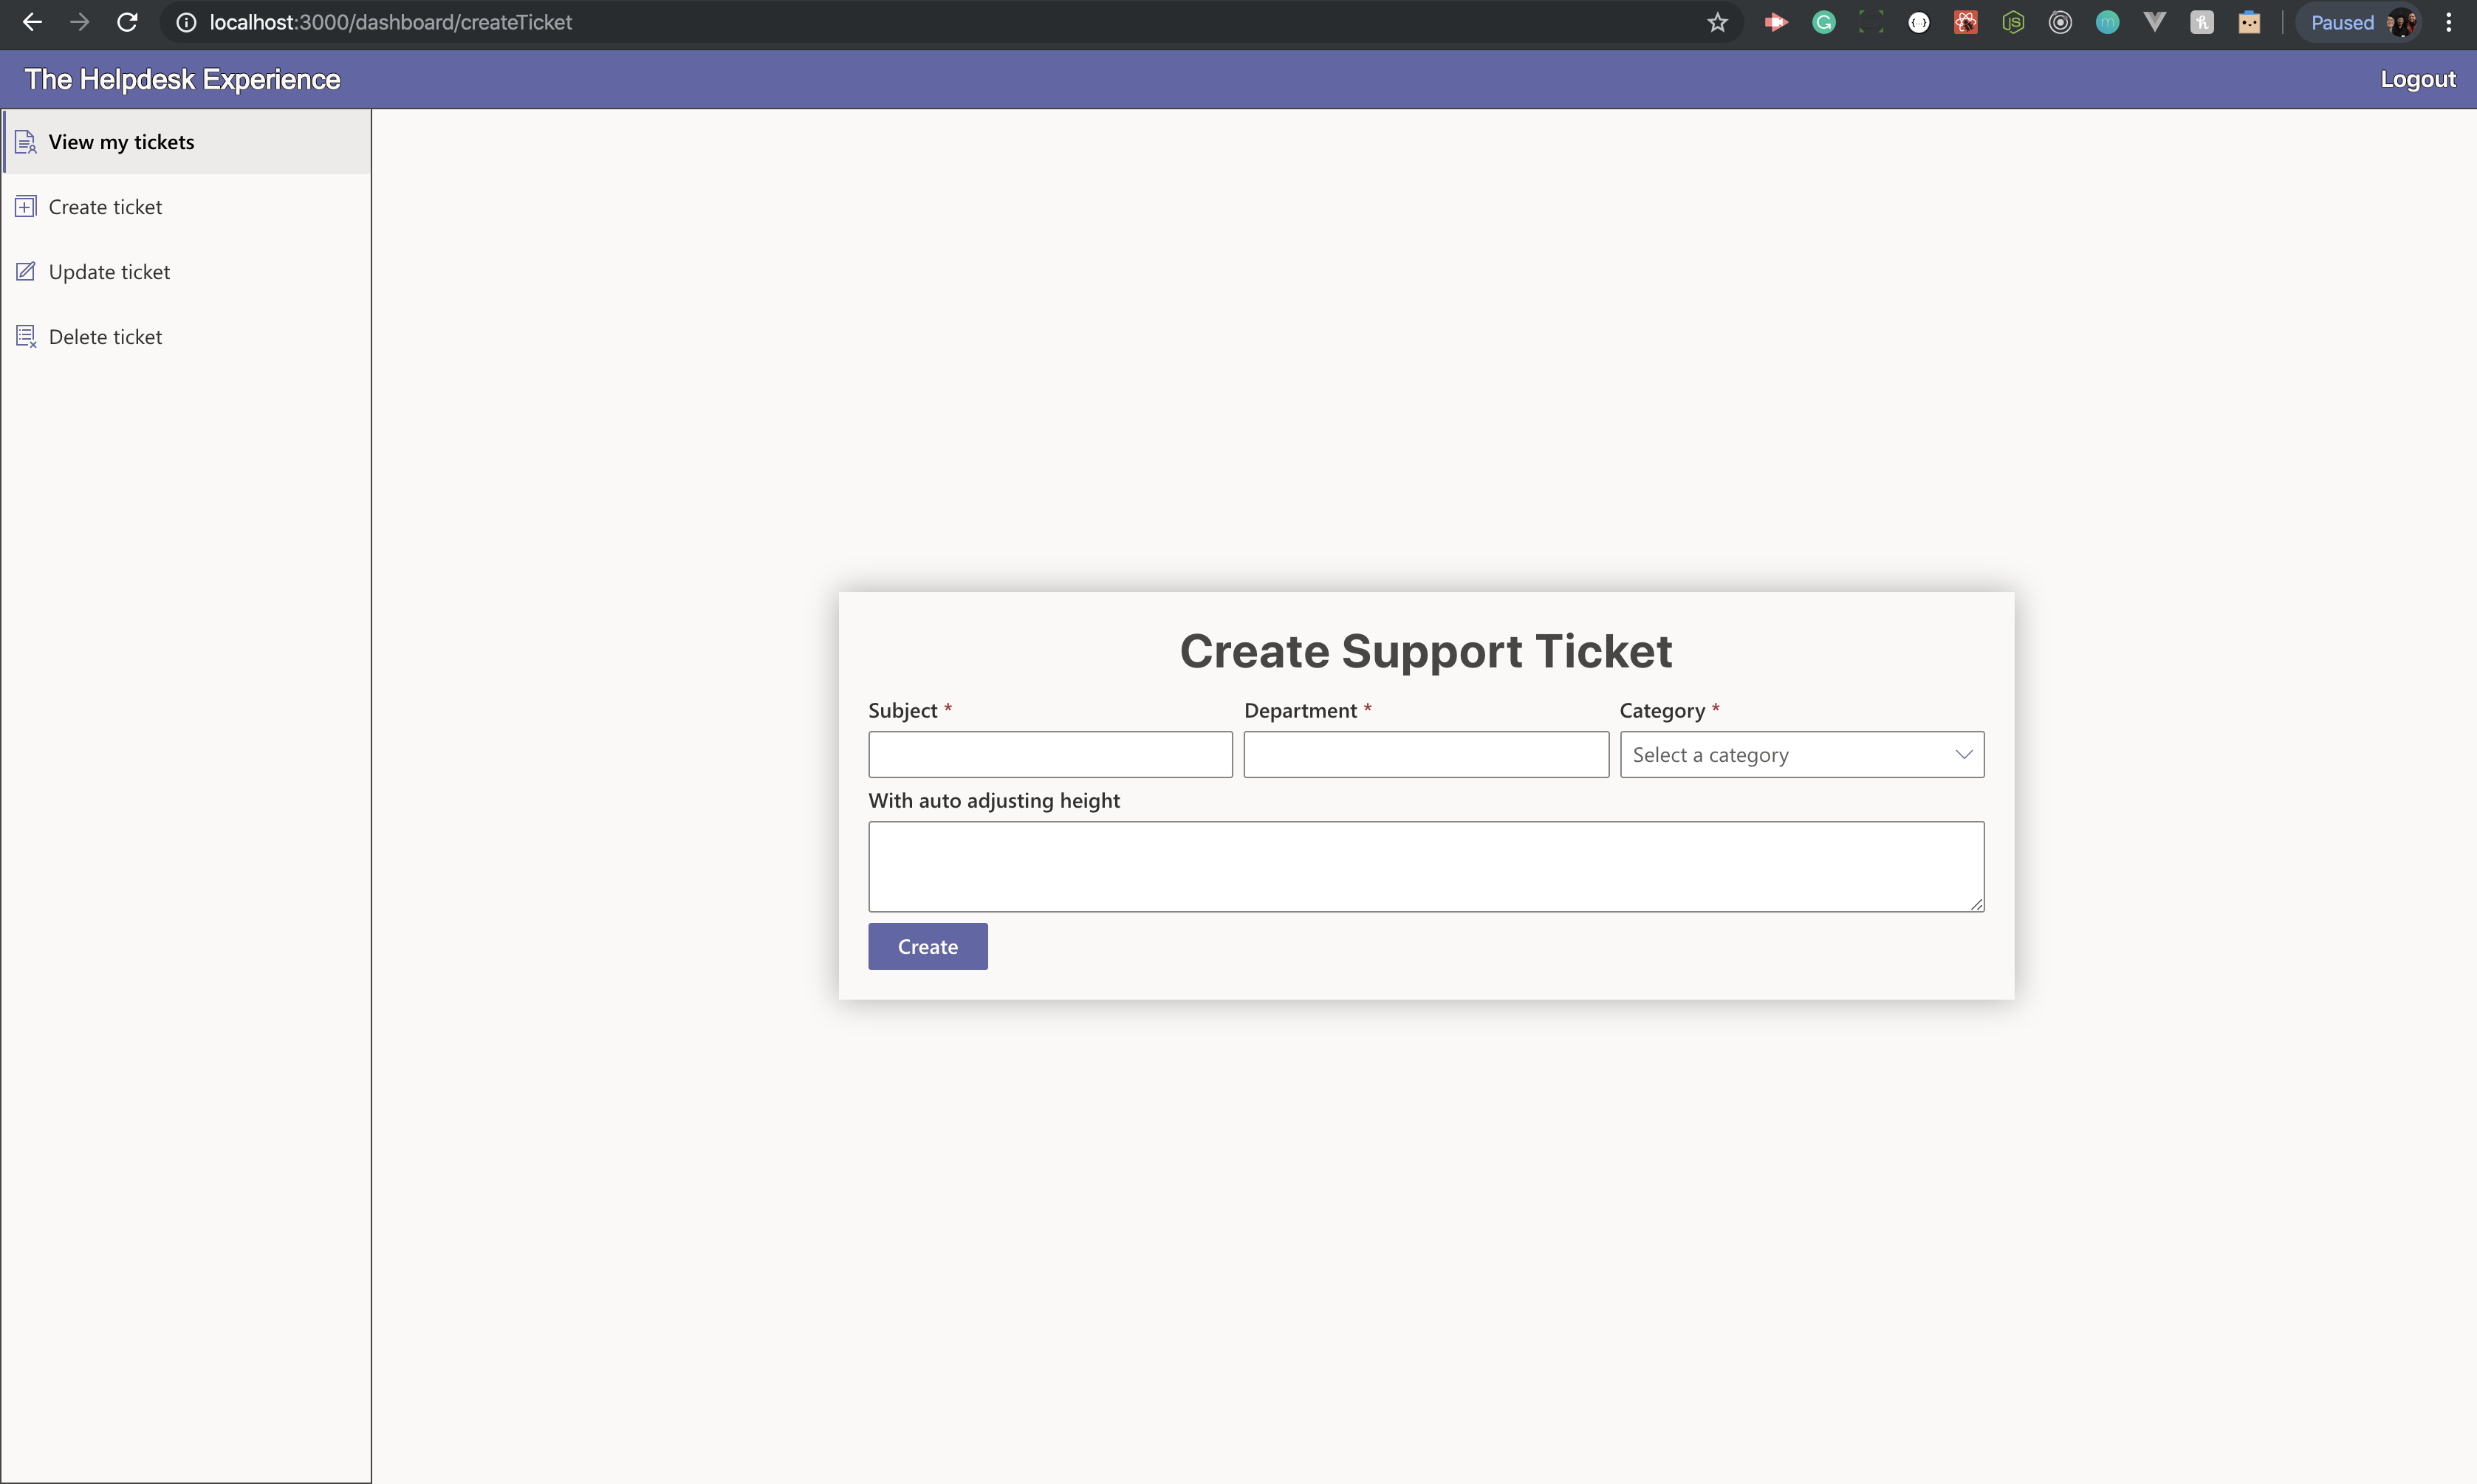 localhost:3000/dashboard/createTicket
Paused
The Helpdesk Experience
Logout
View my tickets
Create ticket
Update ticket
Delete ticket
Create Support Ticket
Subject *
Department *
Category *
Select a category
With auto adjusting height
Create